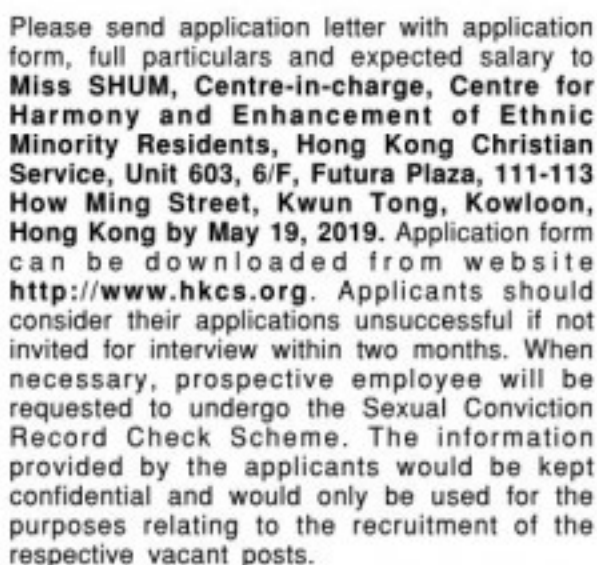 Please send application letter with application
form, full particulars and expected salary to
Miss SHUM, Centre-in-charge, Centre for
Harmony and Enhancement of Ethnic
Minority Residents, Hong Kong Christian
Service, Unit 603, 6/F, Futura Plaza, 111-113
How Ming Street, Kwun Tong, Kowloon,
Hong Kong by May 19, 2019. Application form
can be downloaded from website
http://www.hkcs.org. Applicants should
consider their applications unsuccessful if not
invited for interview within two months. When
necessary, prospective employee will be
requested to undergo the Sexual Conviction
Record Check Scheme. The information
provided by the applicants would be kept
confidential and would only be used for the
purposes relating to the recruitment of the
respective vacant posts.